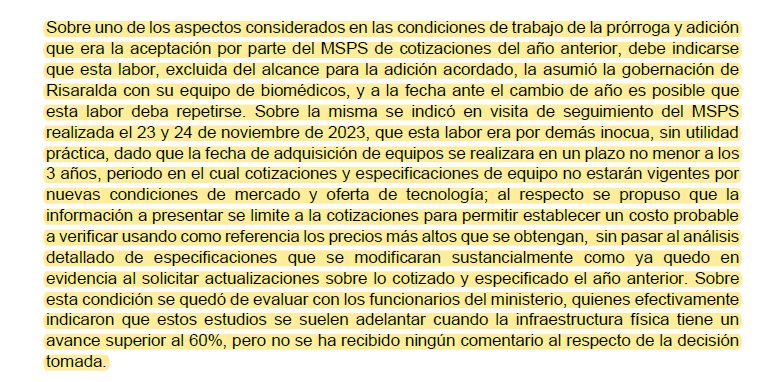 Sobre uno de los aspectos considerados en las condiciones de trabajo de la prórroga y adición
que era la aceptación por parte del MSPS de cotizaciones del año anterior, debe indicarse
que esta labor, excluida del alcance para la adición acordado, la asumió la gobernación de
Risaralda con su equipo de biomédicos, y a la fecha ante el cambio de año es posible que
esta labor deba repetirse. Sobre la misma se indicó en visita de seguimiento del MSPS
realizada el 23 y 24 de noviembre de 2023, que esta labor era por demás inocua, sin utilidad
práctica, dado que la fecha de adquisición de equipos se realizara en un plazo no menor a los
3 años, periodo en el cual cotizaciones y especificaciones de equipo no estarán vigentes por
nuevas condiciones de mercado y oferta de tecnología; al respecto se propuso que la
información a presentar se limite a la cotizaciones para permitir establecer un costo probable
a verificar usando como referencia los precios más altos que se obtengan, sin pasar al análisis
detallado de especificaciones que se modificaran sustancialmente como ya quedo en
evidencia al solicitar actualizaciones sobre lo cotizado y especificado el año anterior. Sobre
esta condición se quedó de evaluar con los funcionarios del ministerio, quienes efectivamente
indicaron que estos estudios se suelen adelantar cuando la infraestructura física tiene un
avance superior al 60%, pero no se ha recibido ningún comentario al respecto de la decisión
tomada.